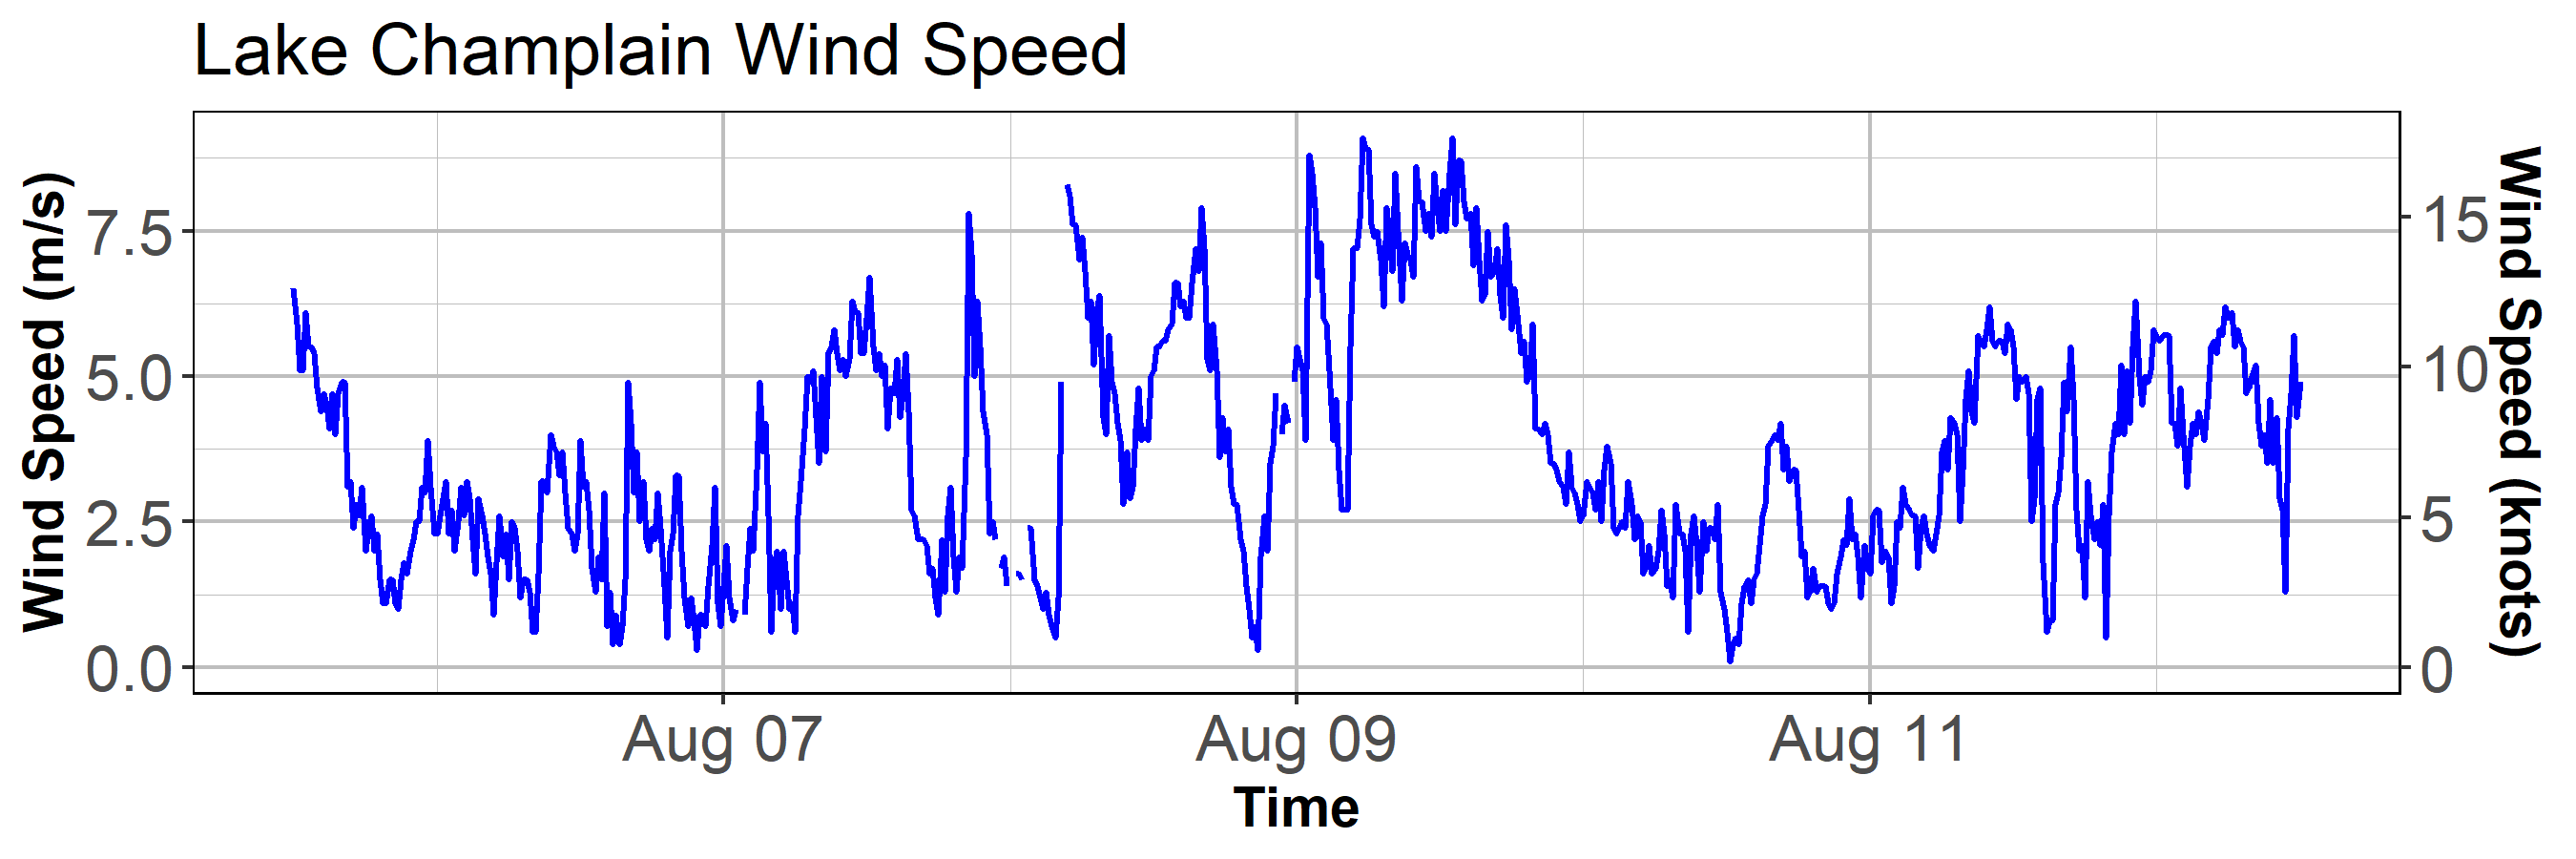 Lake Champlain Wind Speed
Wind Speed (m/s)
7.5
5.0
2.5
0.0
15
10
5
0
Wind Speed (knots)
Aug 07
Aug 09
Aug 11
Time